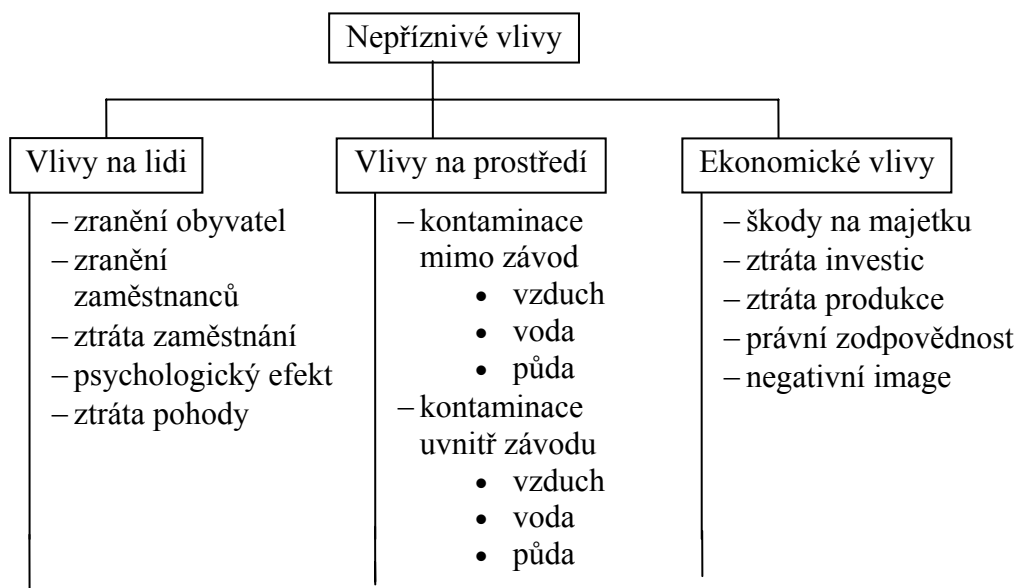 Nepříznivé vlivy
Vlivy na lidi
– zranění obyvatel
– zranění
zaměstnanců
– ztráta zaměstnání
– psychologický efekt
– ztráta pohody
Vlivy na prostředí
– kontaminace
mimo závod
• vzduch
• voda
• půda
– kontaminace
uvnitř závodu
• vzduch
• voda
• půda
Ekonomické vlivy
– škody na majetku
– ztráta investic
– ztráta produkce
– právní zodpovědnost
– negativní image